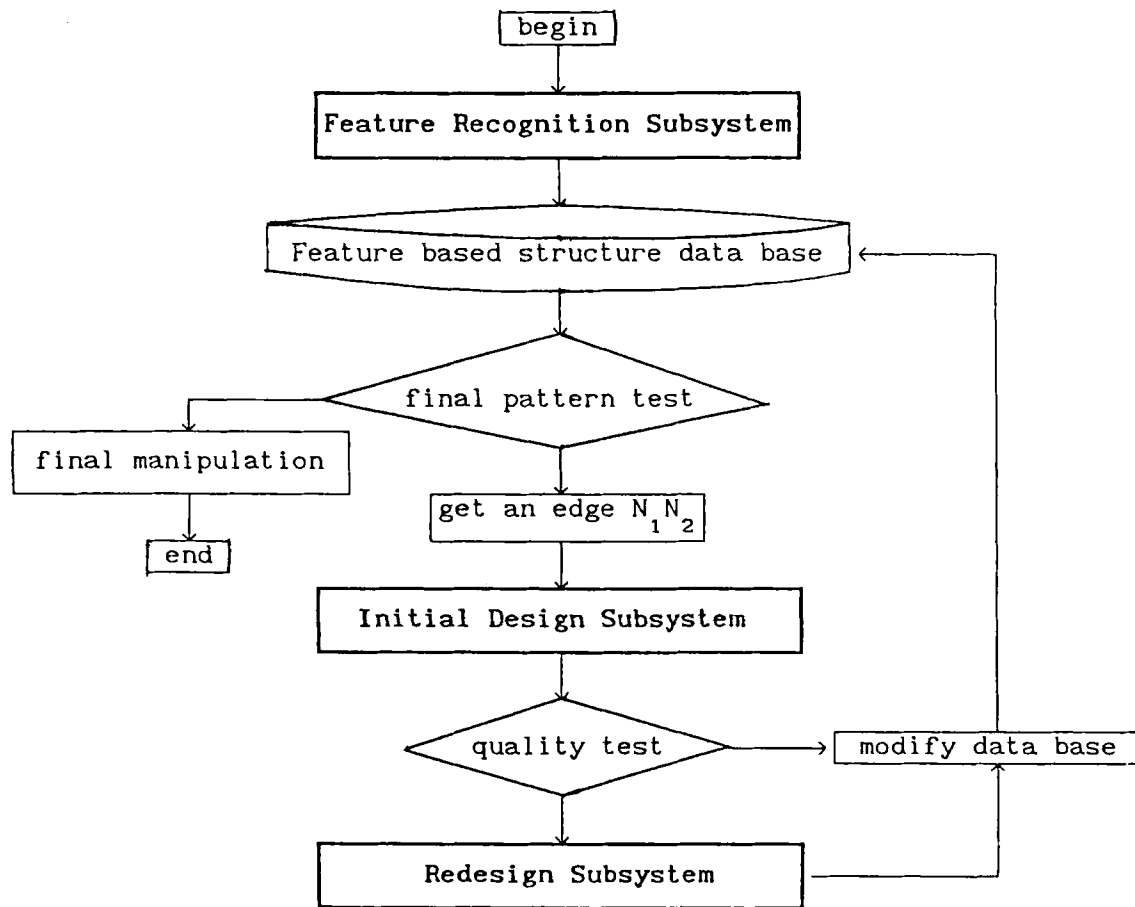 begin
Feature Recognition Subsystem
Feature based structure data base
final pattern test
final manipulation
get an edge N₁N₂
end
Initial Design Subsystem
quality test
modify data base
Redesign Subsystem